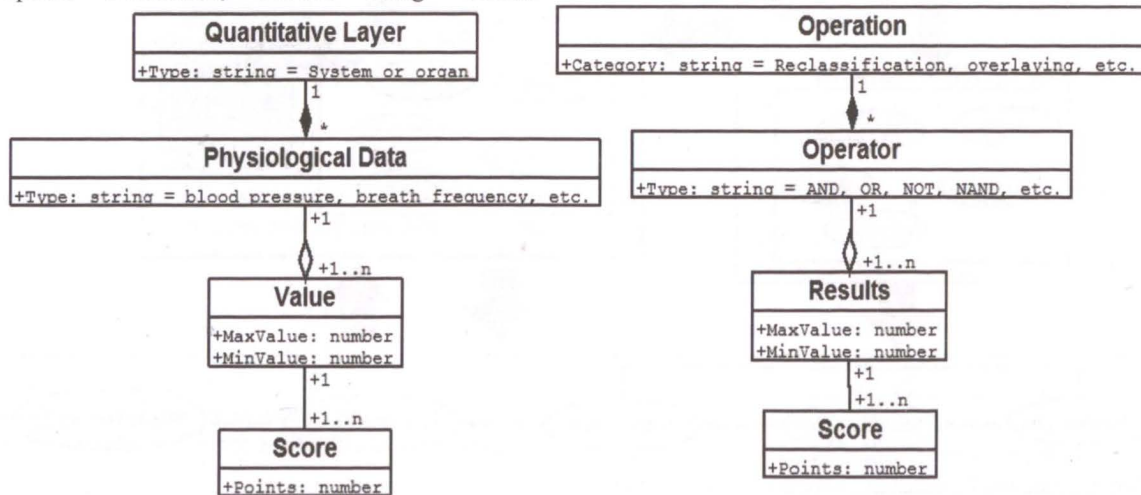 Quantitative Layer
+Type: string = System or organ
1
*
Physiological Data
+Type: string = blood pressure, breath frequency, etc.
+1
+1..n
Value
+MaxValue: number
+MinValue: number
+1
+1..n
Score
+Points: number
Operation
+Category: string = Reclassification, overlaying, etc.
1
*
Operator
+Type: string = AND, OR, NOT, NAND, etc.
+1
+1..n
Results
+MaxValue: number
+MinValue: number
+1
+1..n
Score
+Points: number